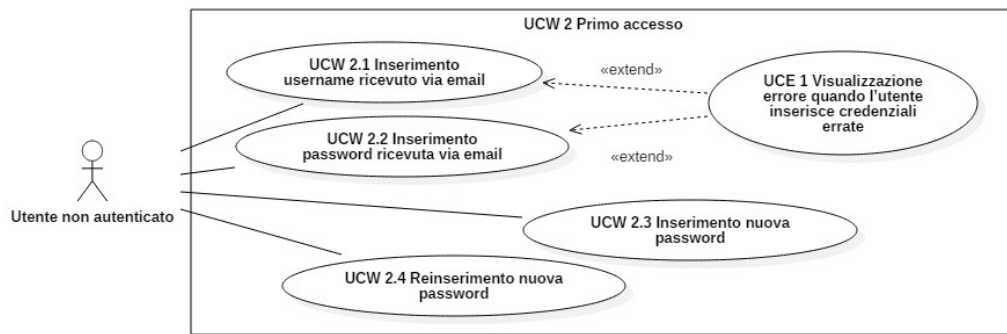 UCW 2 Primo accesso
UCW 2.1 Inserimento
username ricevuto via email
«extend»
UCE 1 Visualizzazione
errore quando l'utente
inserisce credenziali
errate
UCW 2.2 Inserimento
password ricevuta via email
«extend»
Utente non autenticato
UCW 2.3 Inserimento nuova
password
UCW 2.4 Reinserimento nuova
password